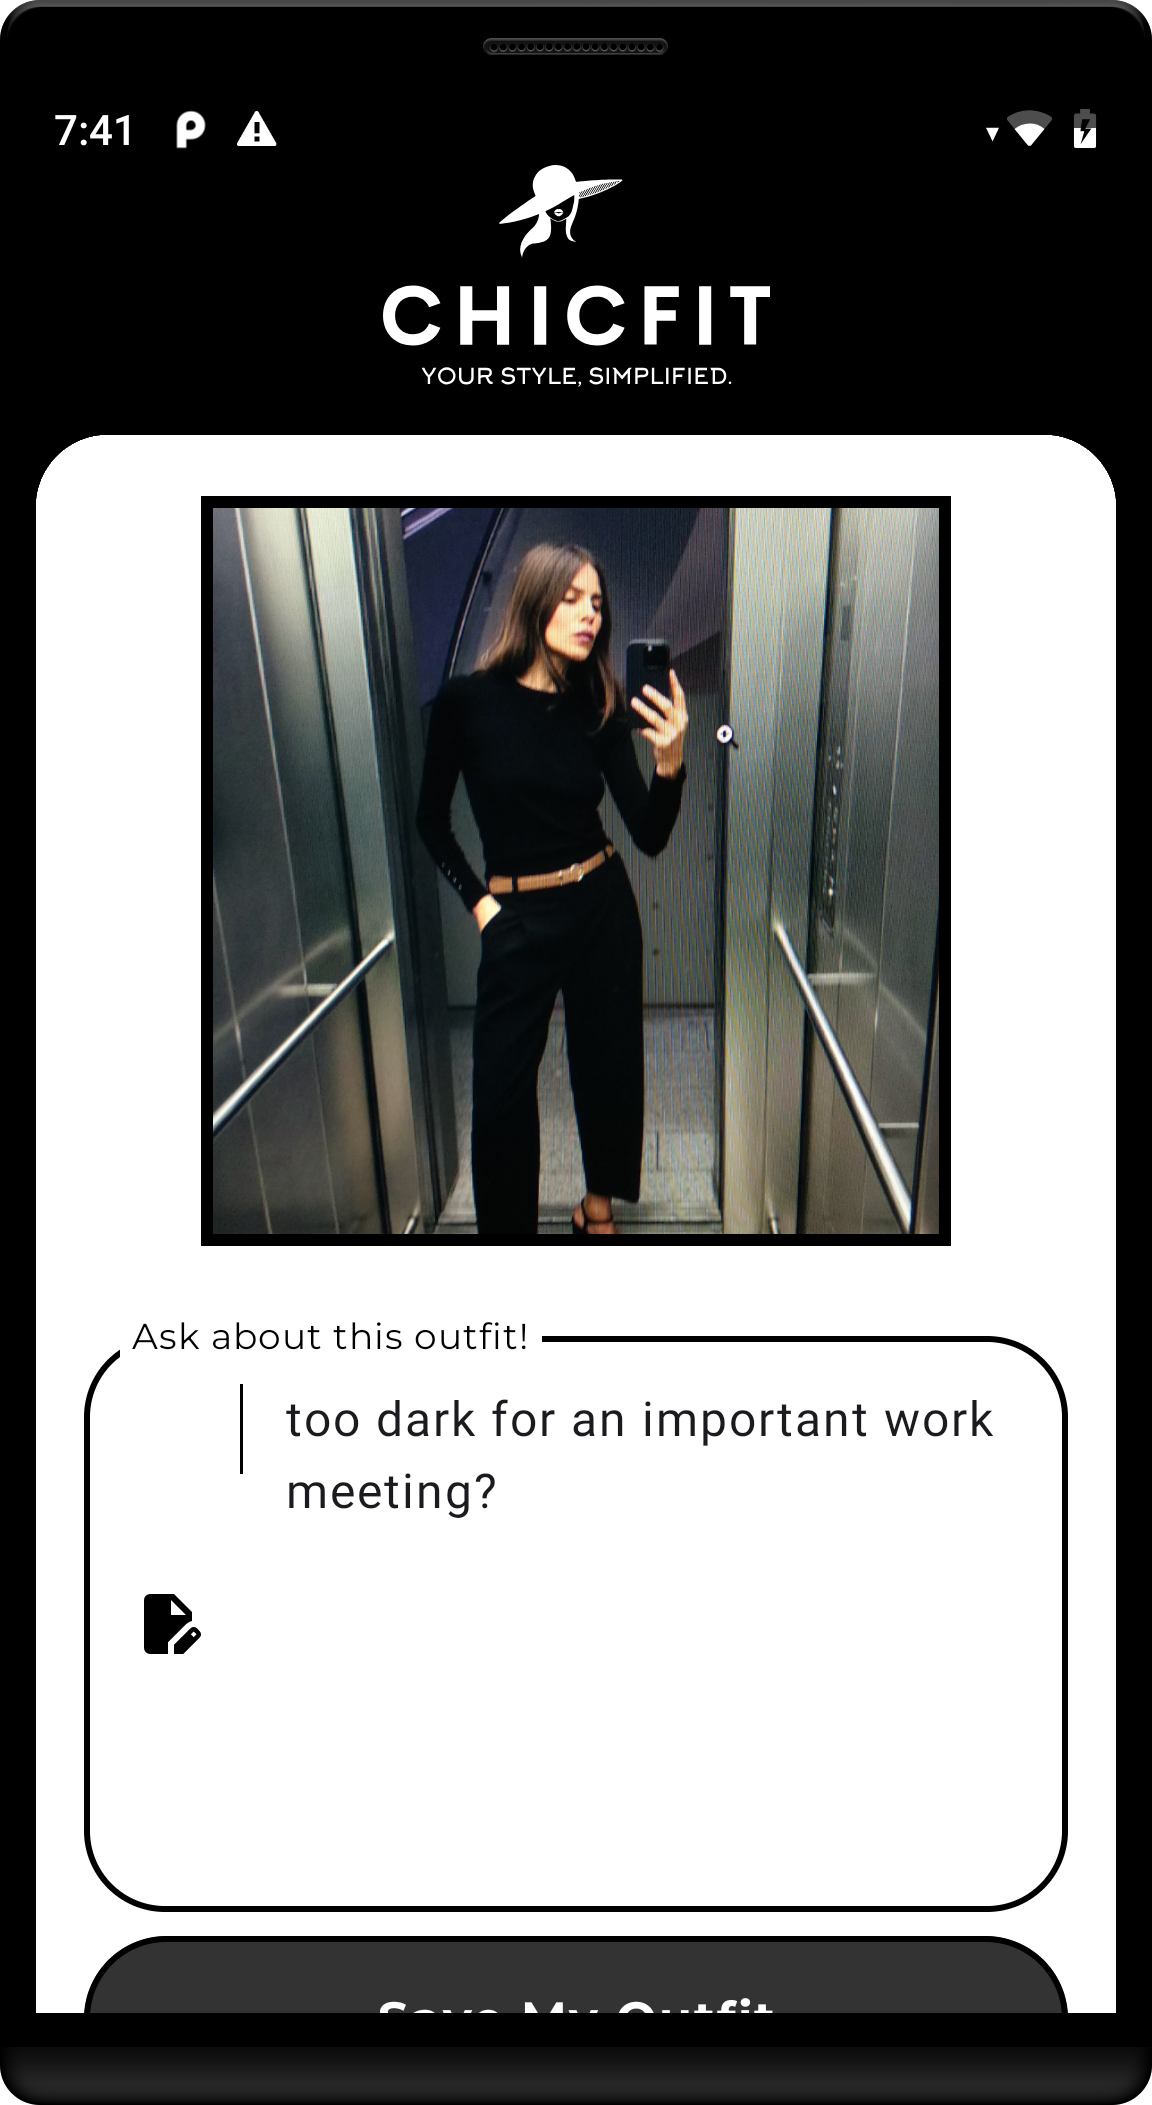 7:41
CHICFIT
YOUR STYLE, SIMPLIFIED.
Ask about this outfit!
too dark for an important work
meeting?
Save My Outfit